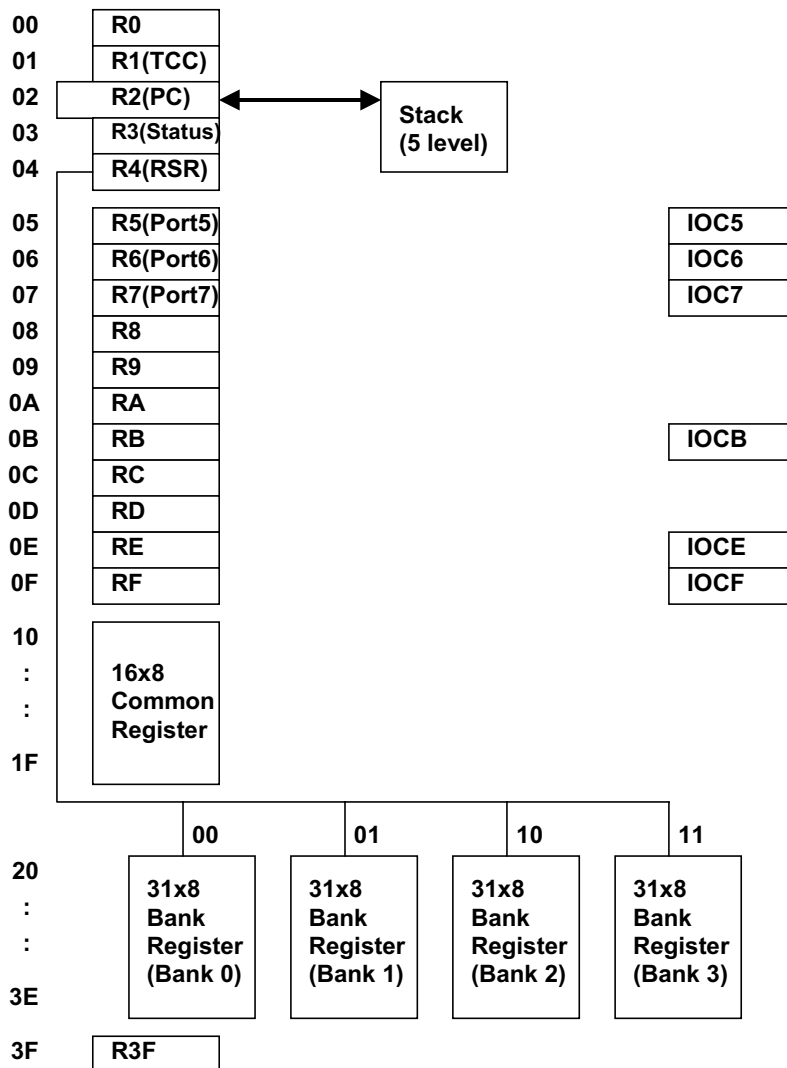 00 R0
01 R1(TCC)
02 R2(PC)
Stack
(5 level)
03 R3(Status)
04 R4(RSR)
05 R5(Port5) IOC5
06 R6(Port6) IOC6
07 R7(Port7) IOC7
08 R8
09 R9
0A RA
0B RB IOCB
0C RC
0D RD
0E RE IOCE
0F RF IOCF
10
:
:
1F
16x8
Common
Register
00 01 10 11
20
:
:
3E
31x8
Bank
Register
(Bank 0)
31x8
Bank
Register
(Bank 1)
31x8
Bank
Register
(Bank 2)
31x8
Bank
Register
(Bank 3)
3F R3F